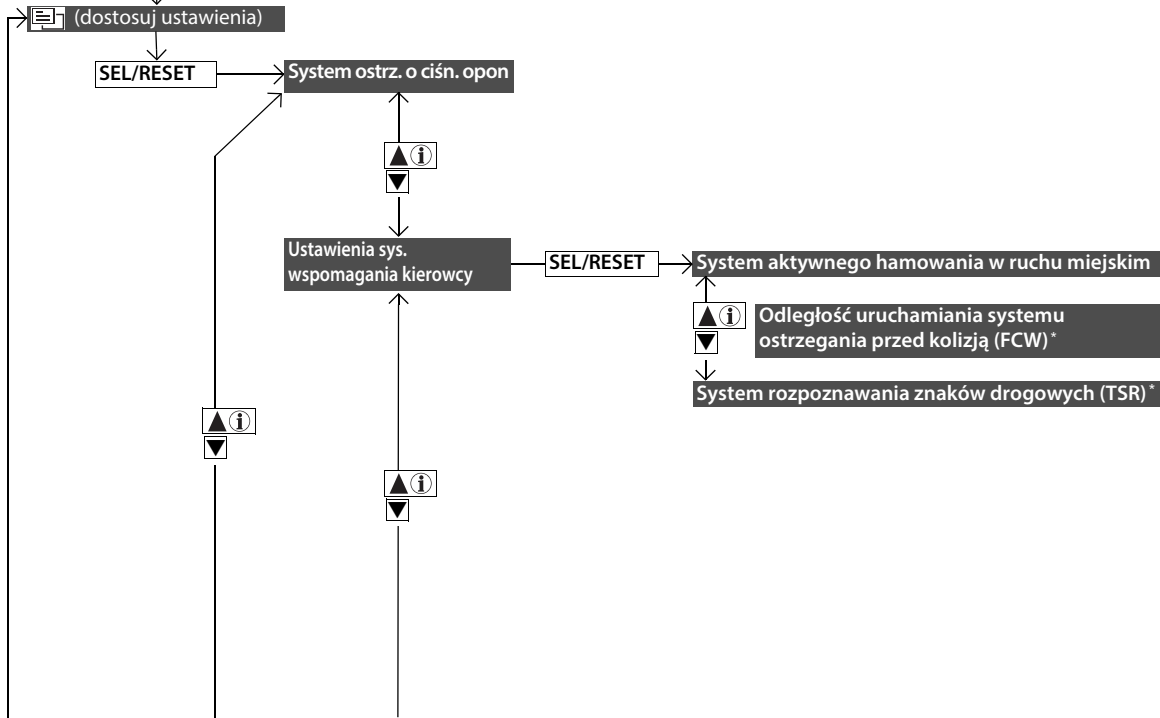 (dostosuj ustawienia)
SEL/RESET
System ostrz. o ciśn. opon
Ustawienia sys.
wspomagania kierowcy
SEL/RESET
System aktywnego hamowania w ruchu miejskim
Odległość uruchamiania systemu
ostrzegania przed kolizją (FCW)*
System rozpoznawania znaków drogowych (TSR)*